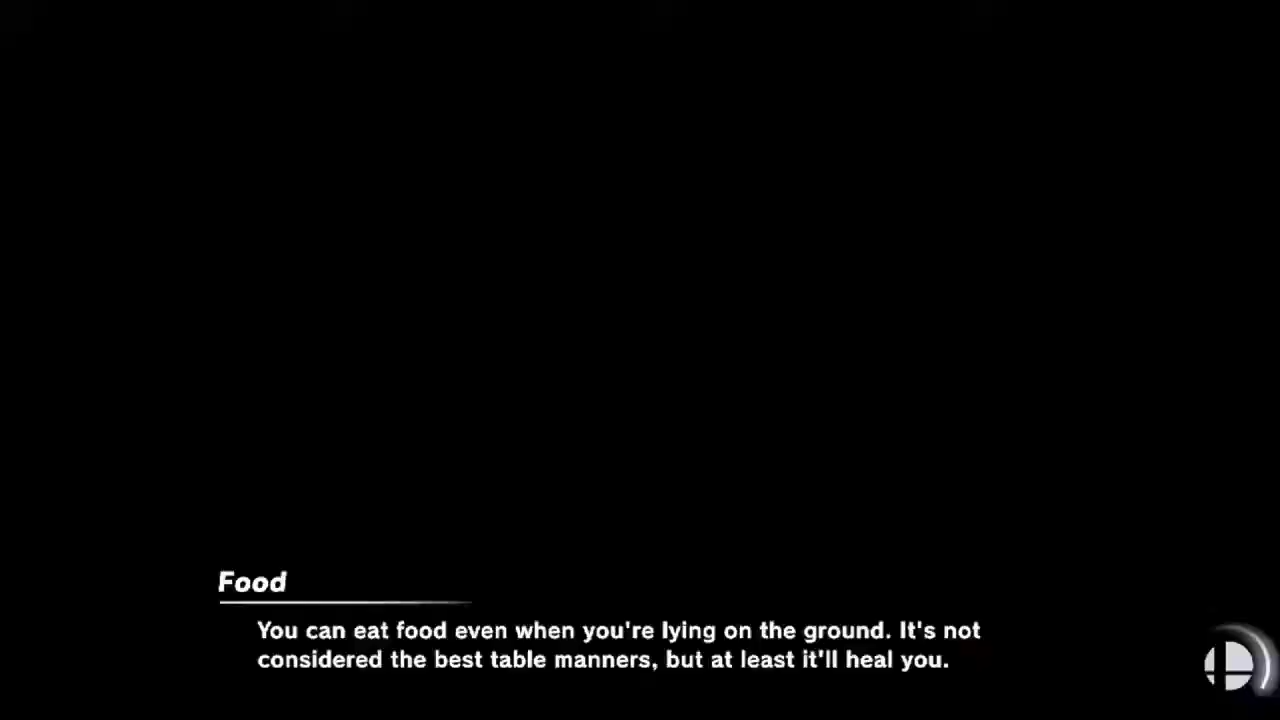 Food
You can eat food even when you're lying on the ground. It's not
considered the best table manners, but at least it'll heal you.